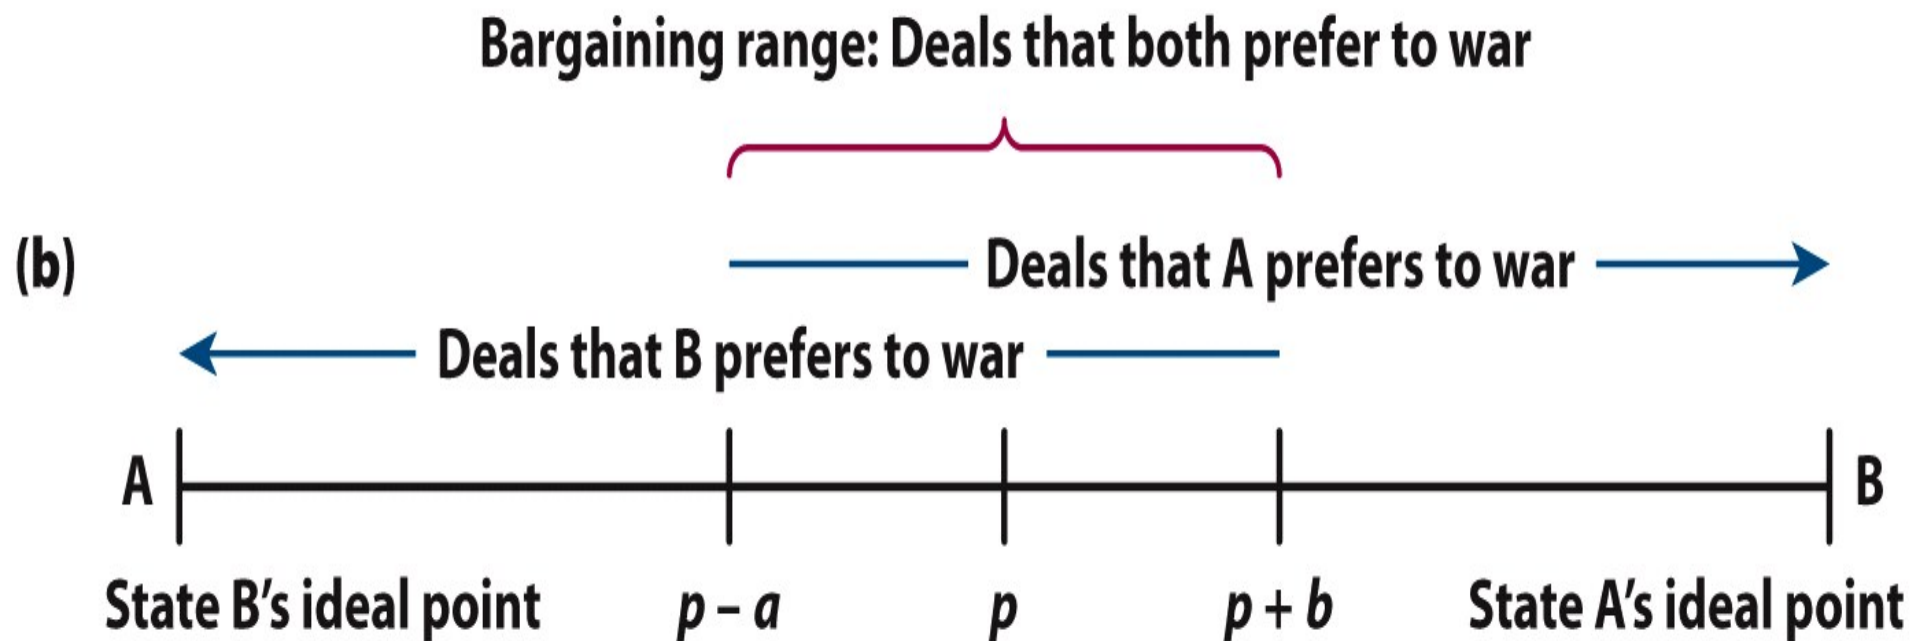 Bargaining range: Deals that both prefer to war
(b)
Deals that A prefers to war
Deals that B prefers to war
A
B
State B’s ideal point
p – a
p
p + b
State A’s ideal point